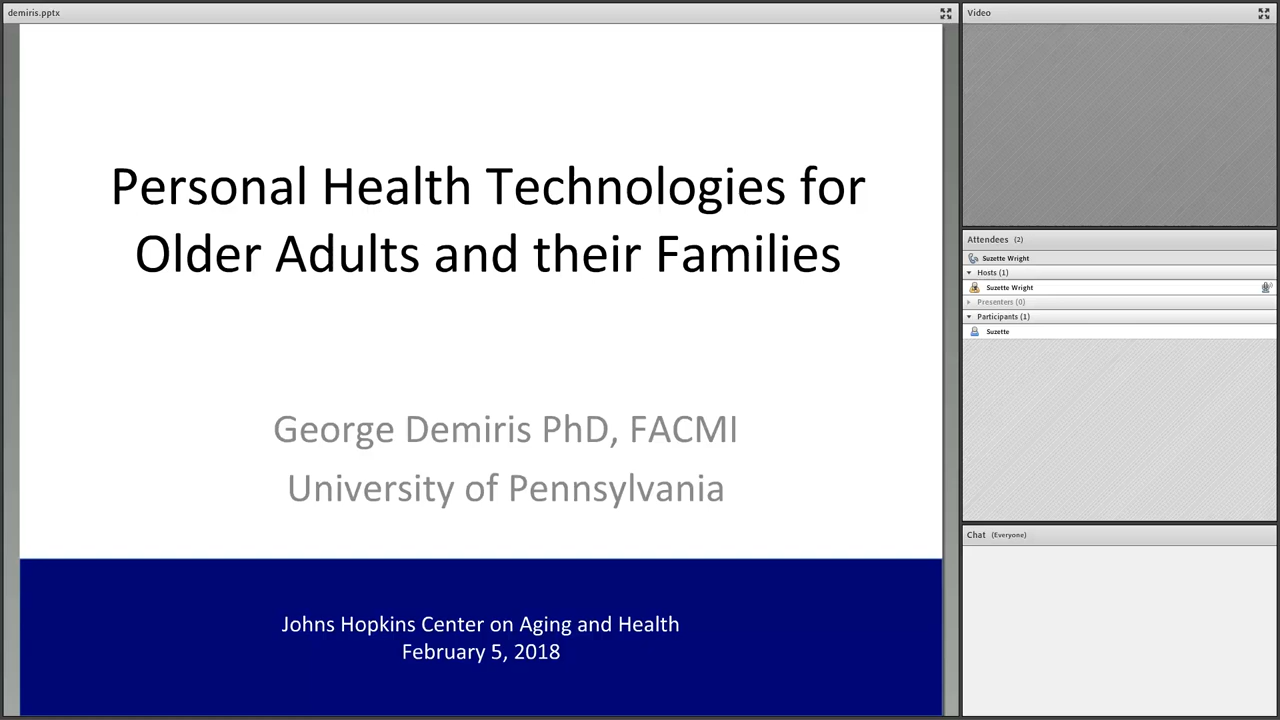 demiris.pptx
Personal Health Technologies for
Older Adults and their Families
George Demiris PhD, FACMI
University of Pennsylvania
Johns Hopkins Center on Aging and Health
February 5, 2018
Video
Attendees (2)
Suzette Wright
Hosts (1)
Suzette Wright
Presenters (0)
Participants (1)
Suzette
Chat (Everyone)